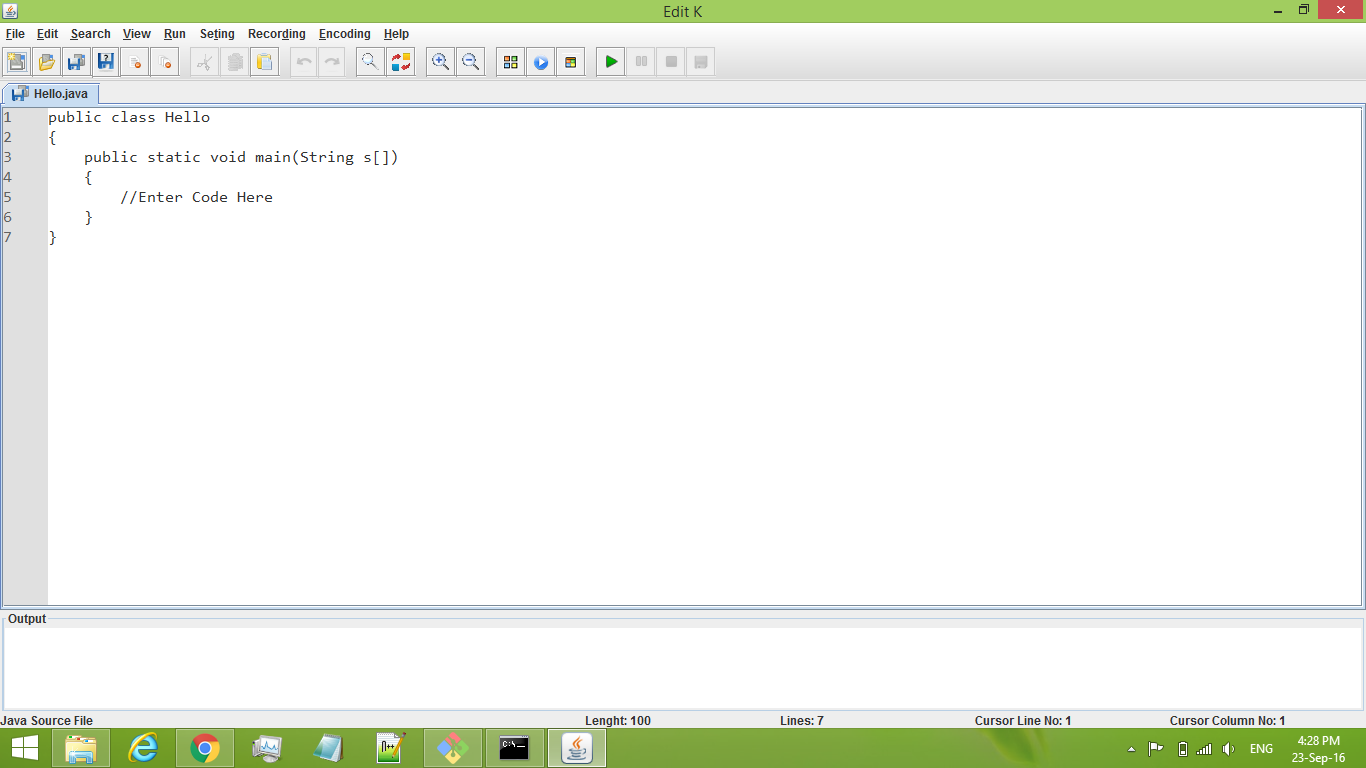 Edit K
File Edit Search View Run Seting Recording Encoding Help
Hello.java
1 public class Hello
2 {
3     public static void main(String s[])
4     {
5         //Enter Code Here
6     }
7 }
Output
Java Source File Lenght: 100 Lines: 7 Cursor Line No: 1 Cursor Column No: 1
C:\_
ENG
4:28 PM
23-Sep-16